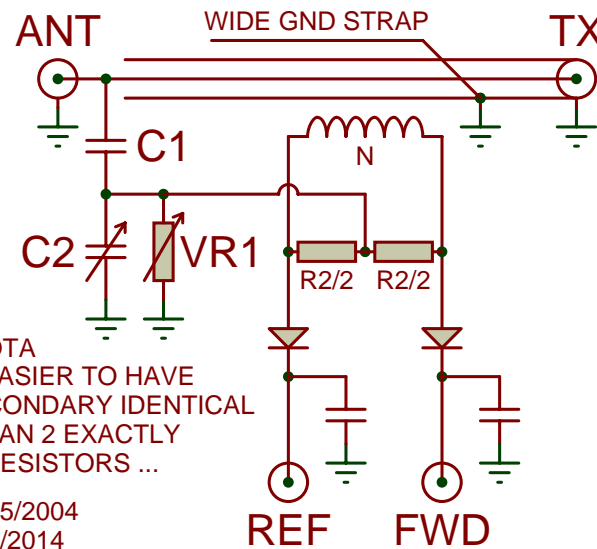 ANT
WIDE GND STRAP
TX
C1
N
C2
VR1
R2/2
R2/2
OTA
ASIER TO HAVE
CONDARY IDENTICAL
AN 2 EXACTLY
ESISTORS ...
5/2004
/2014
REF
FWD